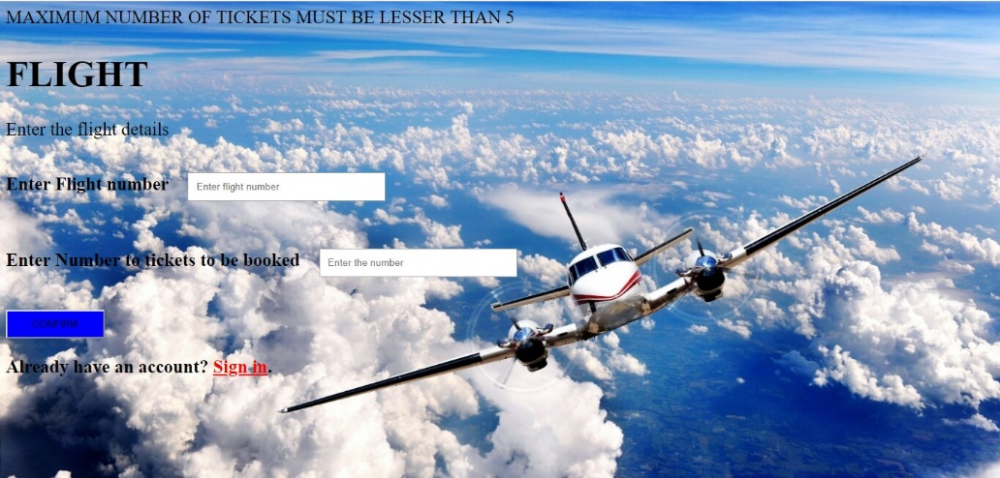 MAXIMUM NUMBER OF TICKETS MUST BE LESSER THAN 5
FLIGHT
Enter the flight details
Enter Flight number Enter flight number
Enter Number to tickets to be booked Enter the number
CONFIRM
Already have an account? Sign in.